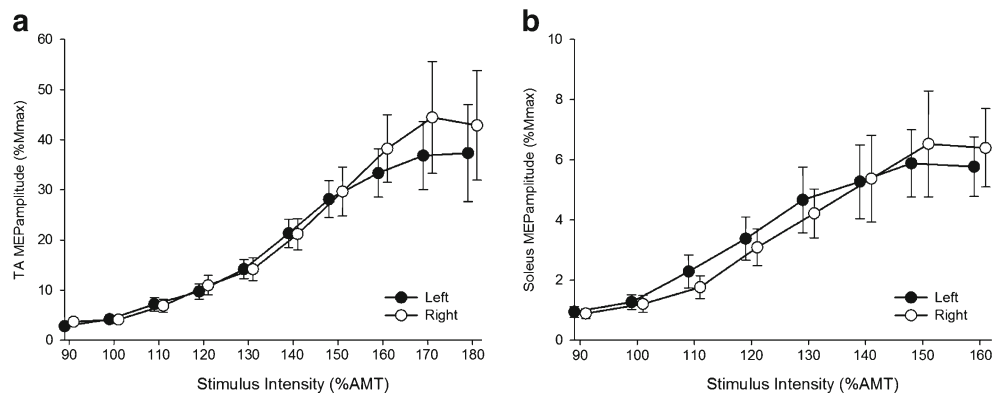 a
60
50
40
30
20
10
0
TA MEPamplitude (%Mmax)
Left
Right
90 100 110 120 130 140 150 160 170 180
Stimulus Intensity (%AMT)
b
10
8
6
4
2
0
Soleus MEPamplitude (%Mmax)
Left
Right
90 100 110 120 130 140 150 160
Stimulus Intensity (%AMT)